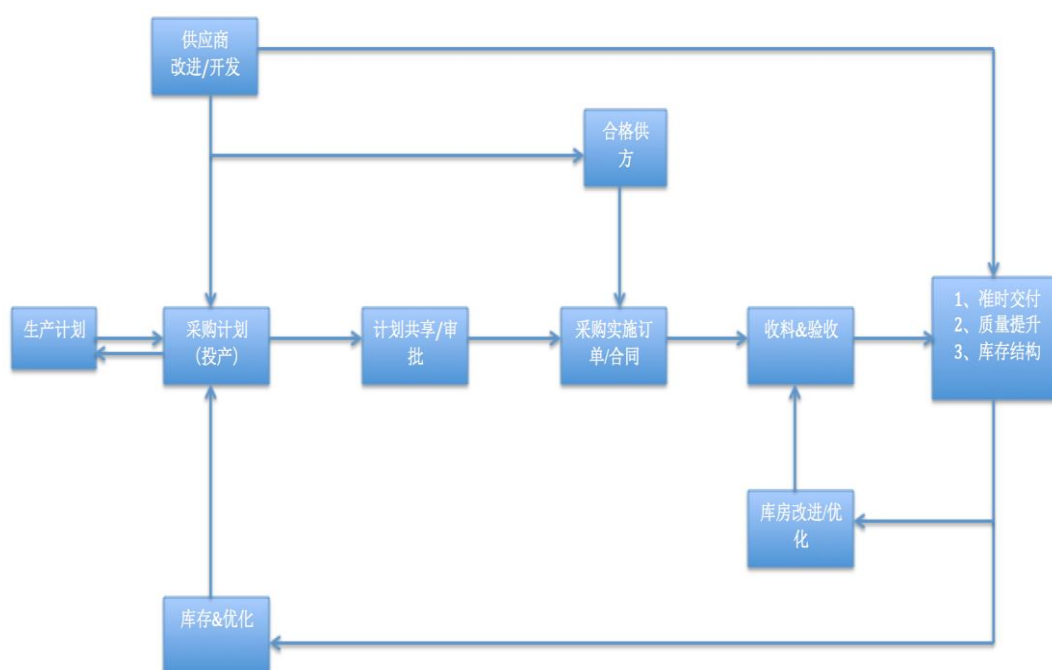 供应商
改进/开发
合格供
方
生产计划
采购计划
(投产)
计划共享/审
批
采购实施订
单/合同
收料&验收
1、准时交付
2、质量提升
3、库存结构
库房改进/优
化
库存&优化